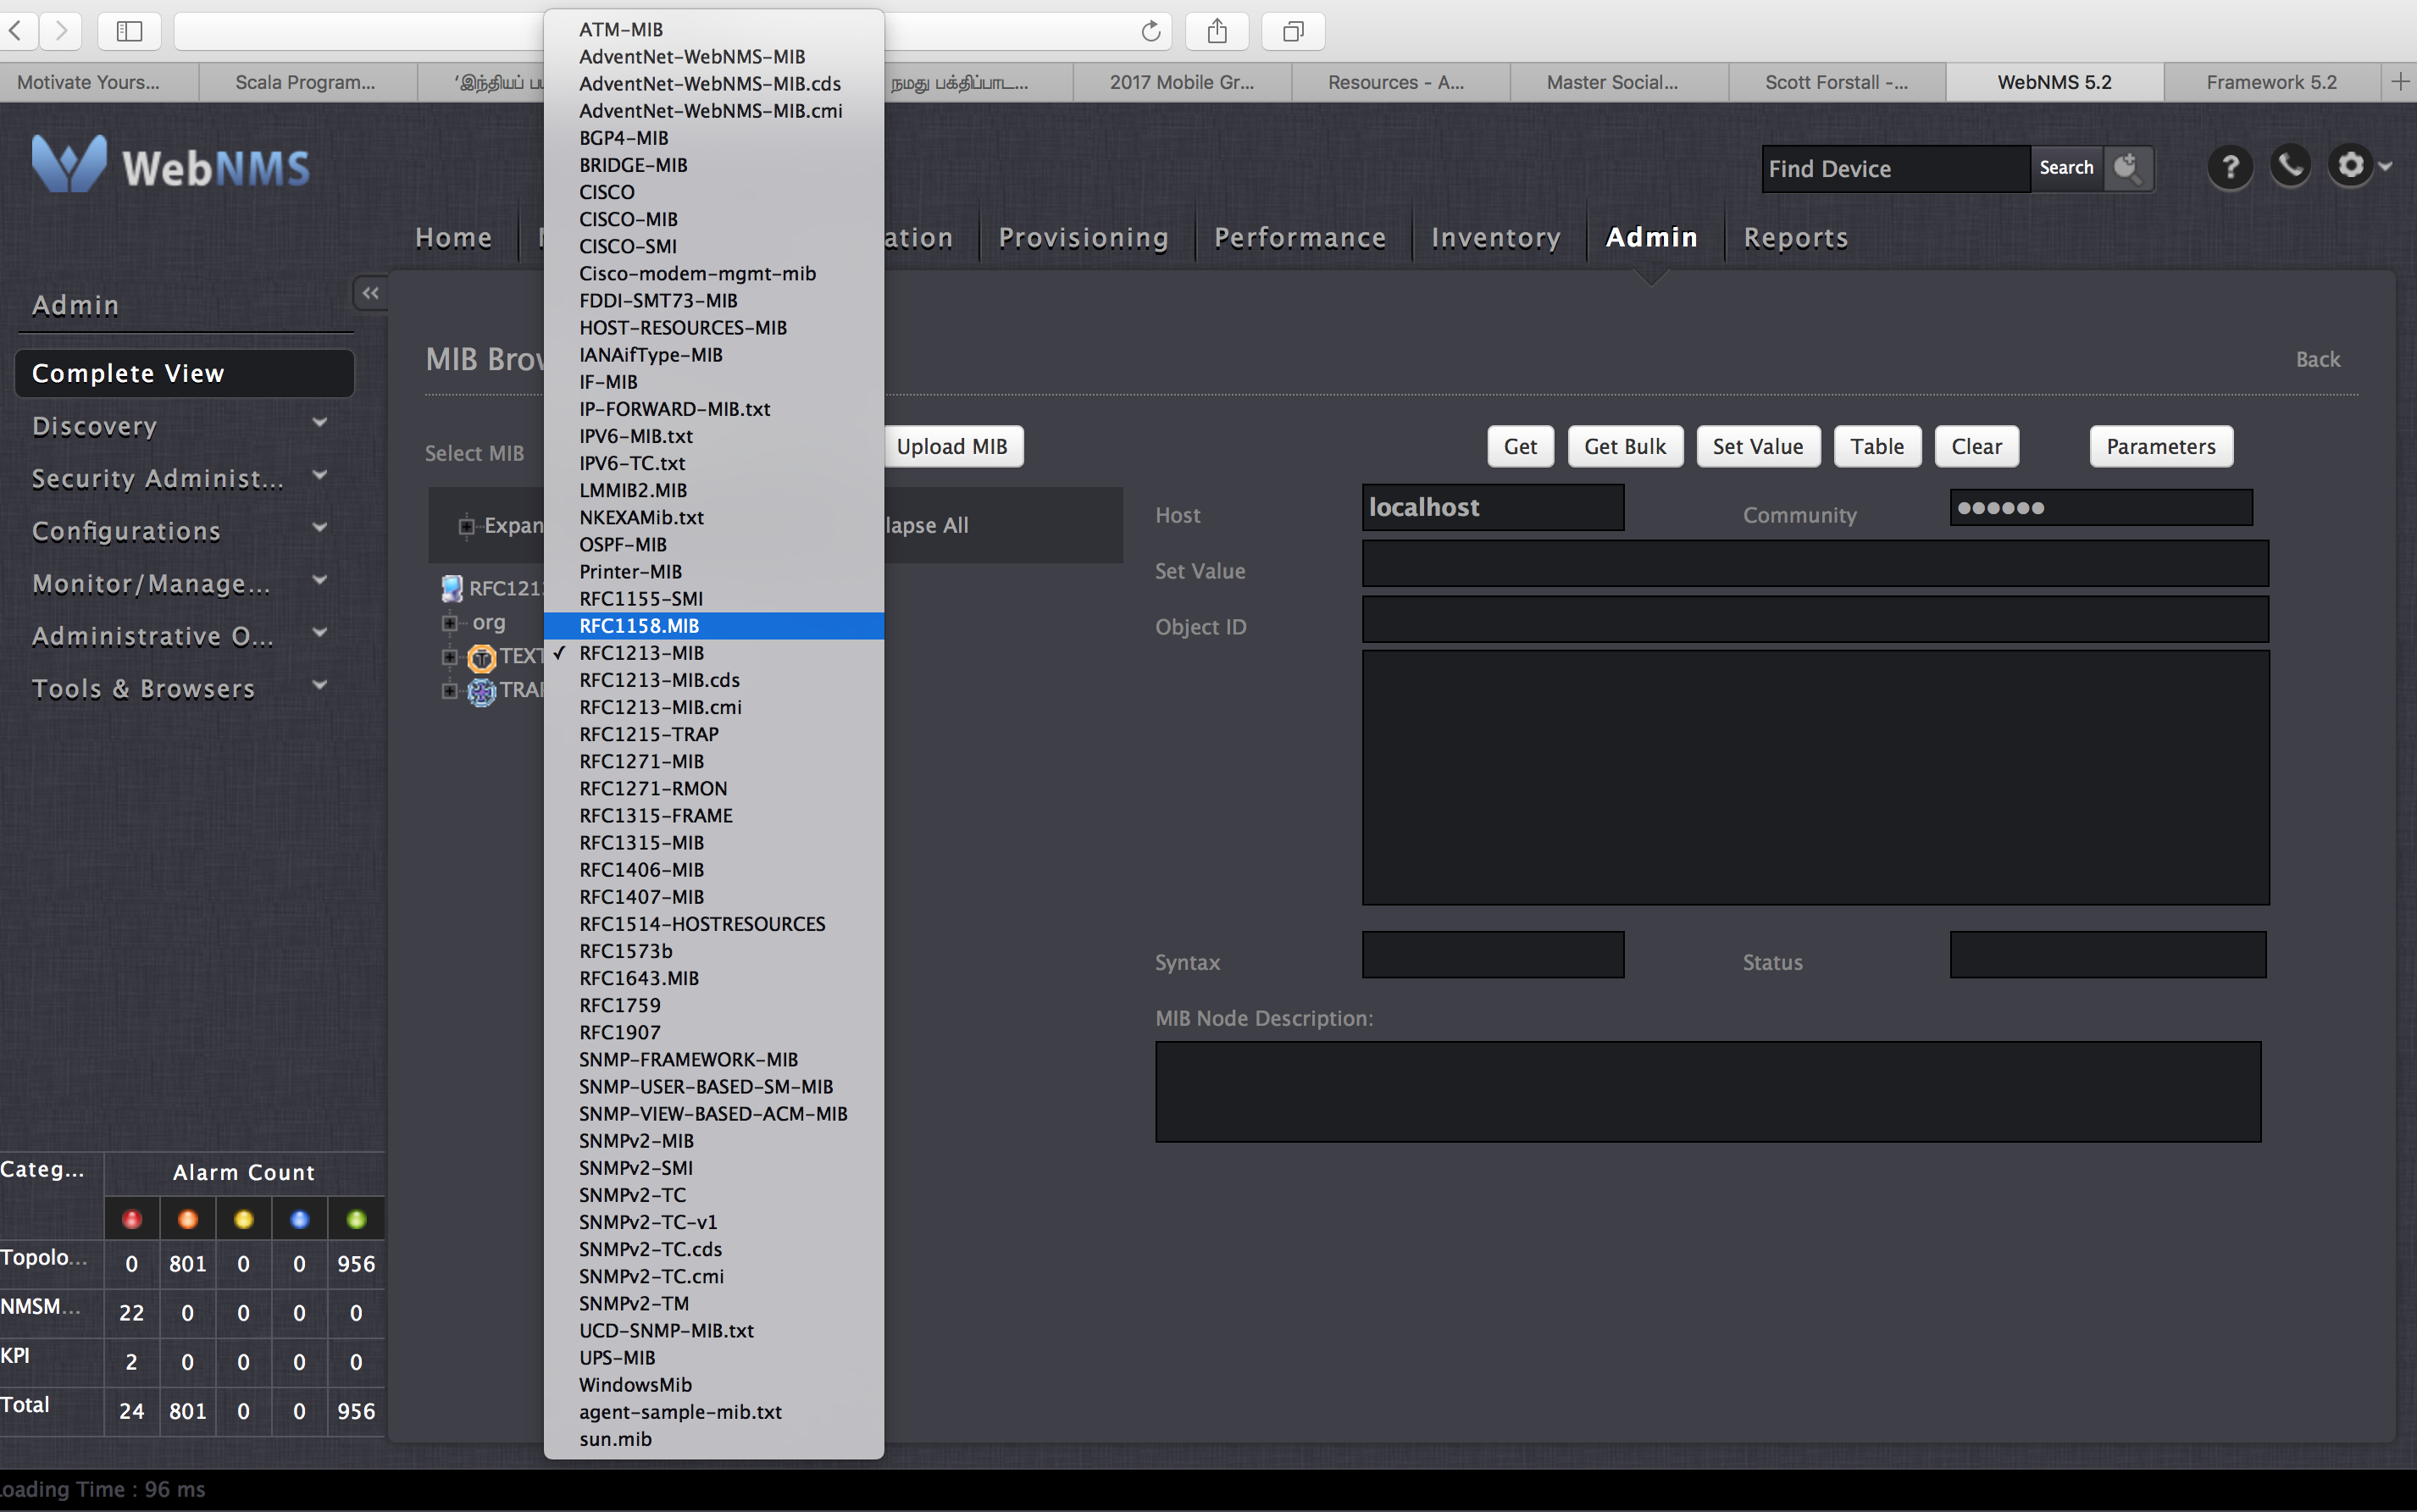 Motivate Yours...
Scala Program...
‘இந்தியப்
நமது பக்திப்பாட...
2017 Mobile Gr...
Resources - A...
Master Social...
Scott Forstall -...
WebNMS 5.2
Framework 5.2
WebNMS
Find Device
Search
Home
ation
Provisioning
Performance
Inventory
Admin
Reports
Admin
Complete View
Discovery
Security Administ...
Configurations
Monitor/Manage...
Administrative O...
Tools & Browsers
MIB Brow
Back
Select MIB
Upload MIB
Get
Get Bulk
Set Value
Table
Clear
Parameters
Expan
lapse All
RFC1213
org
TEXT
TRAP
ATM-MIB
AdventNet-WebNMS-MIB
AdventNet-WebNMS-MIB.cds
AdventNet-WebNMS-MIB.cmi
BGP4-MIB
BRIDGE-MIB
CISCO
CISCO-MIB
CISCO-SMI
Cisco-modem-mgmt-mib
FDDI-SMT73-MIB
HOST-RESOURCES-MIB
IANAifType-MIB
IF-MIB
IP-FORWARD-MIB.txt
IPV6-MIB.txt
IPV6-TC.txt
LMMIB2.MIB
NKEXAMib.txt
OSPF-MIB
Printer-MIB
RFC1155-SMI
RFC1158.MIB
✓ RFC1213-MIB
RFC1213-MIB.cds
RFC1213-MIB.cmi
RFC1215-TRAP
RFC1271-MIB
RFC1271-RMON
RFC1315-FRAME
RFC1315-MIB
RFC1406-MIB
RFC1407-MIB
RFC1514-HOSTRESOURCES
RFC1573b
RFC1643.MIB
RFC1759
RFC1907
SNMP-FRAMEWORK-MIB
SNMP-USER-BASED-SM-MIB
SNMP-VIEW-BASED-ACM-MIB
SNMPv2-MIB
SNMPv2-SMI
SNMPv2-TC
SNMPv2-TC-v1
SNMPv2-TC.cds
SNMPv2-TC.cmi
SNMPv2-TM
UCD-SNMP-MIB.txt
UPS-MIB
WindowsMib
agent-sample-mib.txt
sun.mib
Host
localhost
Community
Set Value
Object ID
Syntax
Status
MIB Node Description:
Categ... Alarm Count
Topolo... 0 801 0 0 956
NMSM... 22 0 0 0 0
KPI 2 0 0 0 0
Total 24 801 0 0 956
oading Time : 96 ms